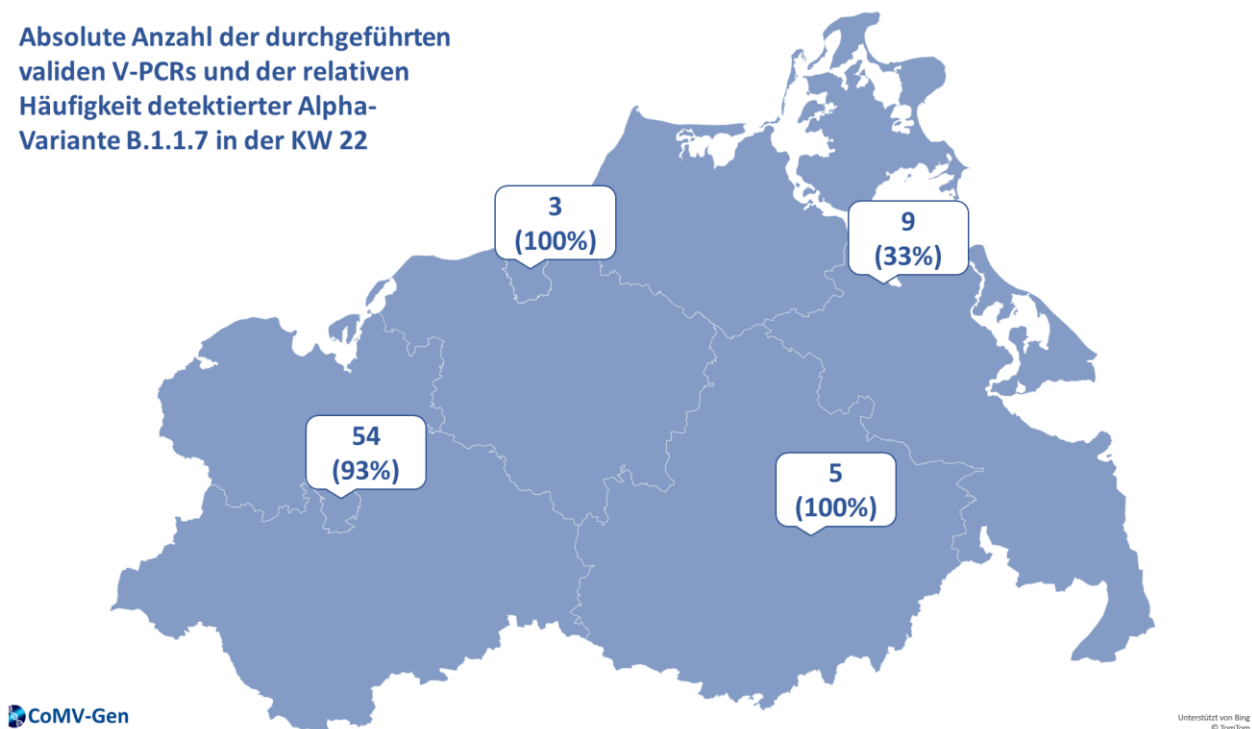 Absolute Anzahl der durchgeführten
validen V-PCRs und der relativen
Häufigkeit detektierter Alpha-
Variante B.1.1.7 in der KW 22
3
(100%)
9
(33%)
54
(93%)
5
(100%)
CoMV-Gen
Unterstützt von Bing
© TomTom